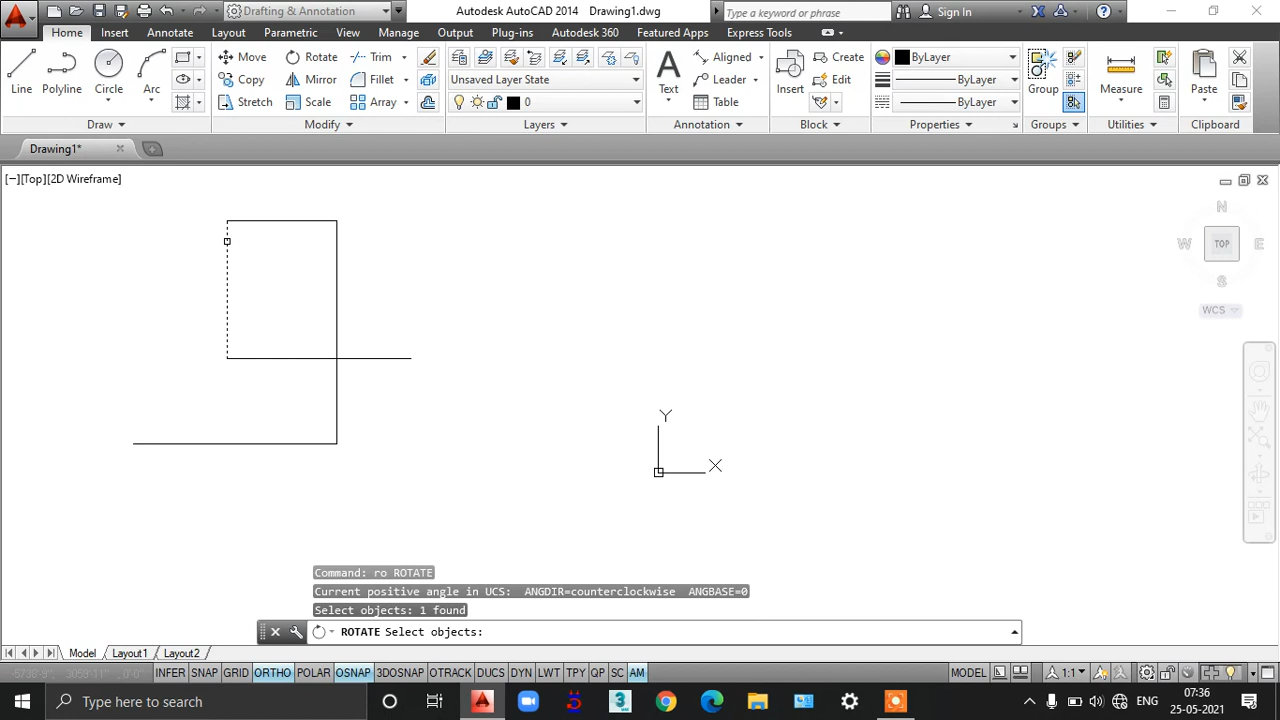 Drafting & Annotation
Autodesk AutoCAD 2014 Drawing1.dwg
Type a keyword or phrase
Sign In
Home Insert Annotate Layout Parametric View Manage Output Plug-ins Autodesk 360 Featured Apps Express Tools
Line Polyline Circle Arc
Move Rotate Trim
Copy Mirror Fillet
Stretch Scale Array
Unsaved Layer State
0
Text
Aligned
Leader
Table
Insert
Create
Edit
ByLayer
ByLayer
ByLayer
Group
Measure
Paste
Draw Modify Layers Annotation Block Properties Groups Utilities Clipboard
Drawing1*
[−][Top][2D Wireframe]
N
W TOP E
S
WCS
Y
X
Command: ro ROTATE
Current positive angle in UCS: ANGDIR=counterclockwise ANGBASE=0
Select objects: 1 found
ROTATE Select objects:
Model Layout1 Layout2
INFER SNAP GRID ORTHO POLAR OSNAP 3DOSNAP OTRACK DUCS DYN LWT TPY QP SC AM
MODEL 1:1
Type here to search
ENG
07:36
25-05-2021